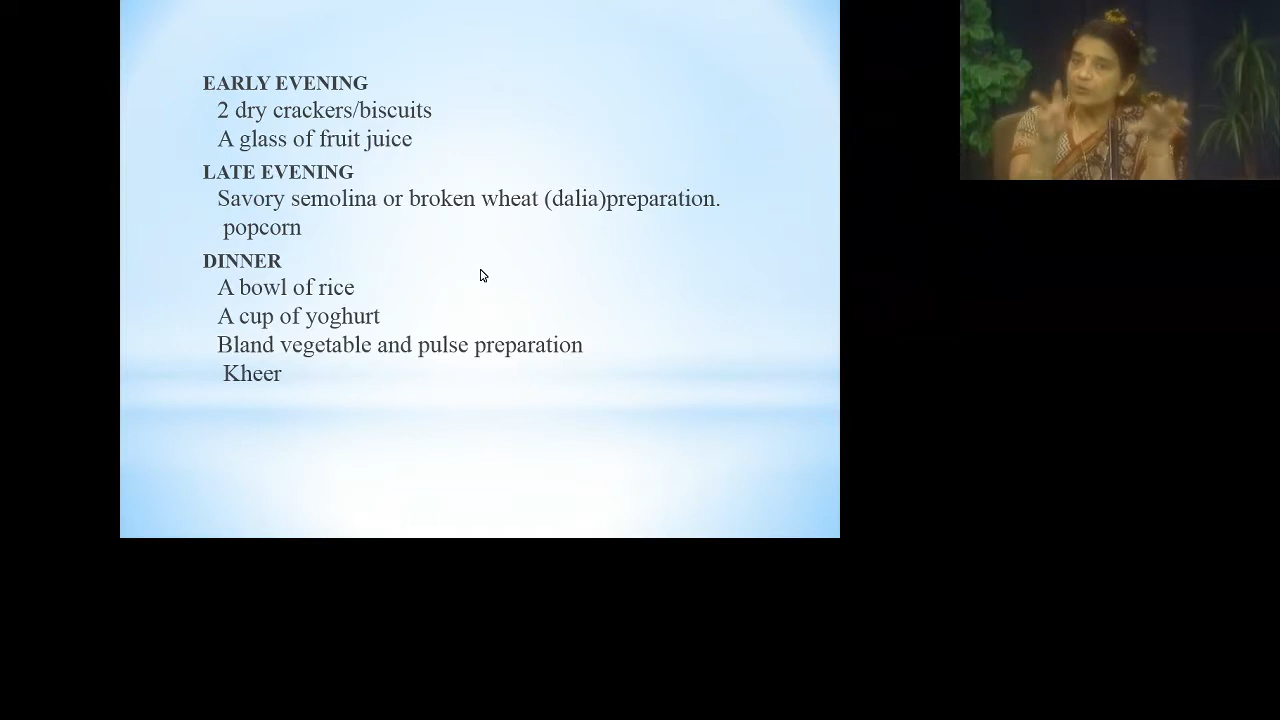 EARLY EVENING
2 dry crackers/biscuits
A glass of fruit juice
LATE EVENING
Savory semolina or broken wheat (dalia)preparation.
popcorn
DINNER
A bowl of rice
A cup of yoghurt
Bland vegetable and pulse preparation
Kheer